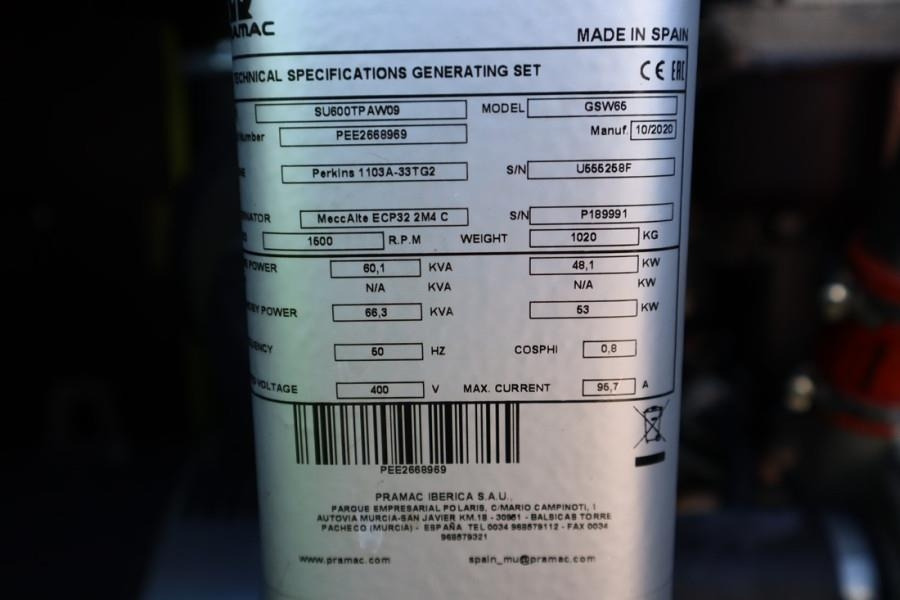 MADE IN SPAIN
TECHNICAL SPECIFICATIONS GENERATING SET CE EAC
SU600TPAW09 MODEL GSW65
Number PEE2668969 Manuf. 10/2020
Perkins 1103A-33TG2 S/N U555258F
MeccAlte ECP32 2M4 C S/N P189991
1500 R.P.M WEIGHT 1020 KG
POWER 60,1 KVA 48,1 KW
N/A KVA N/A KW
POWER 66,3 KVA 53 KW
50 HZ COSPHI 0,8
VOLTAGE 400 V MAX. CURRENT 95,7 A
PEE2668969
PRAMAC IBERICA S.A.U.,
PARQUE EMPRESARIAL POLARIS, C/MARIO CAMPINOTI, 1
AUTOVIA MURCIA-SAN JAVIER KM.18 - 30591 - BALSICAS TORRE
PACHECO (MURCIA) - ESPAÑA TEL 0034 968579112 - FAX 0034
968579321
www.pramac.com spain_mu@pramac.com